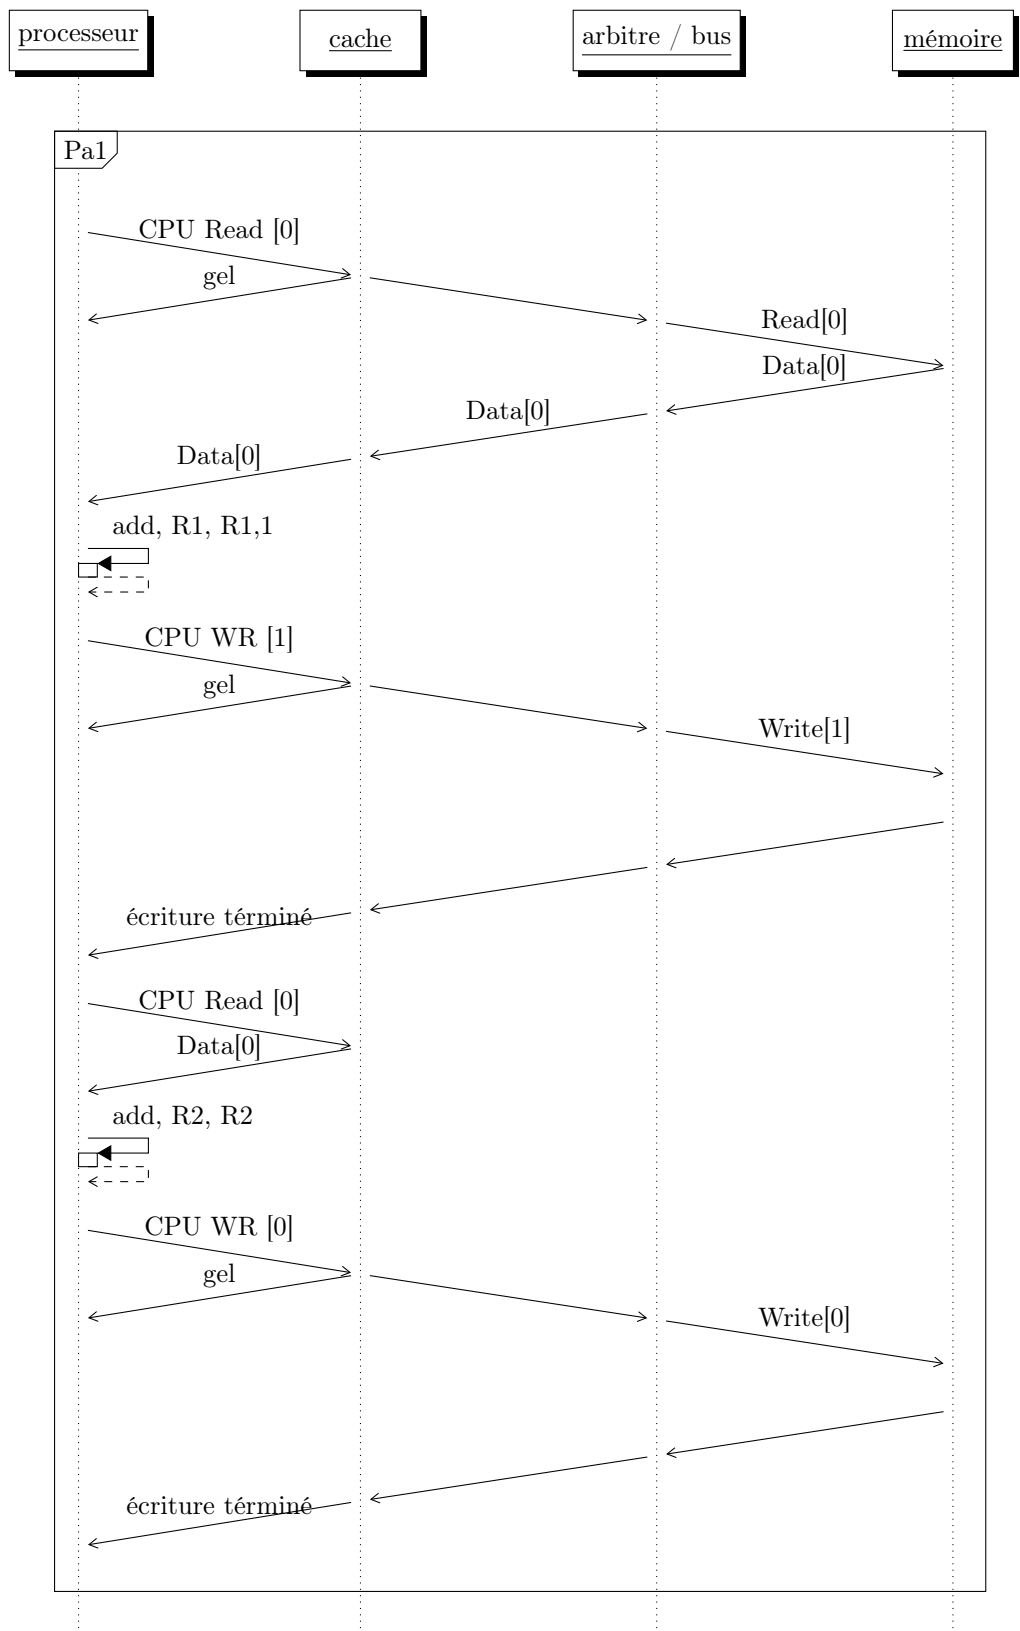 processeur
cache
arbitre / bus
mémoire
Pa1
CPU Read [0]
gel
Read[0]
Data[0]
Data[0]
Data[0]
add, R1, R1,1
CPU WR [1]
gel
Write[1]
écriture términé
CPU Read [0]
Data[0]
add, R2, R2
CPU WR [0]
gel
Write[0]
écriture términé